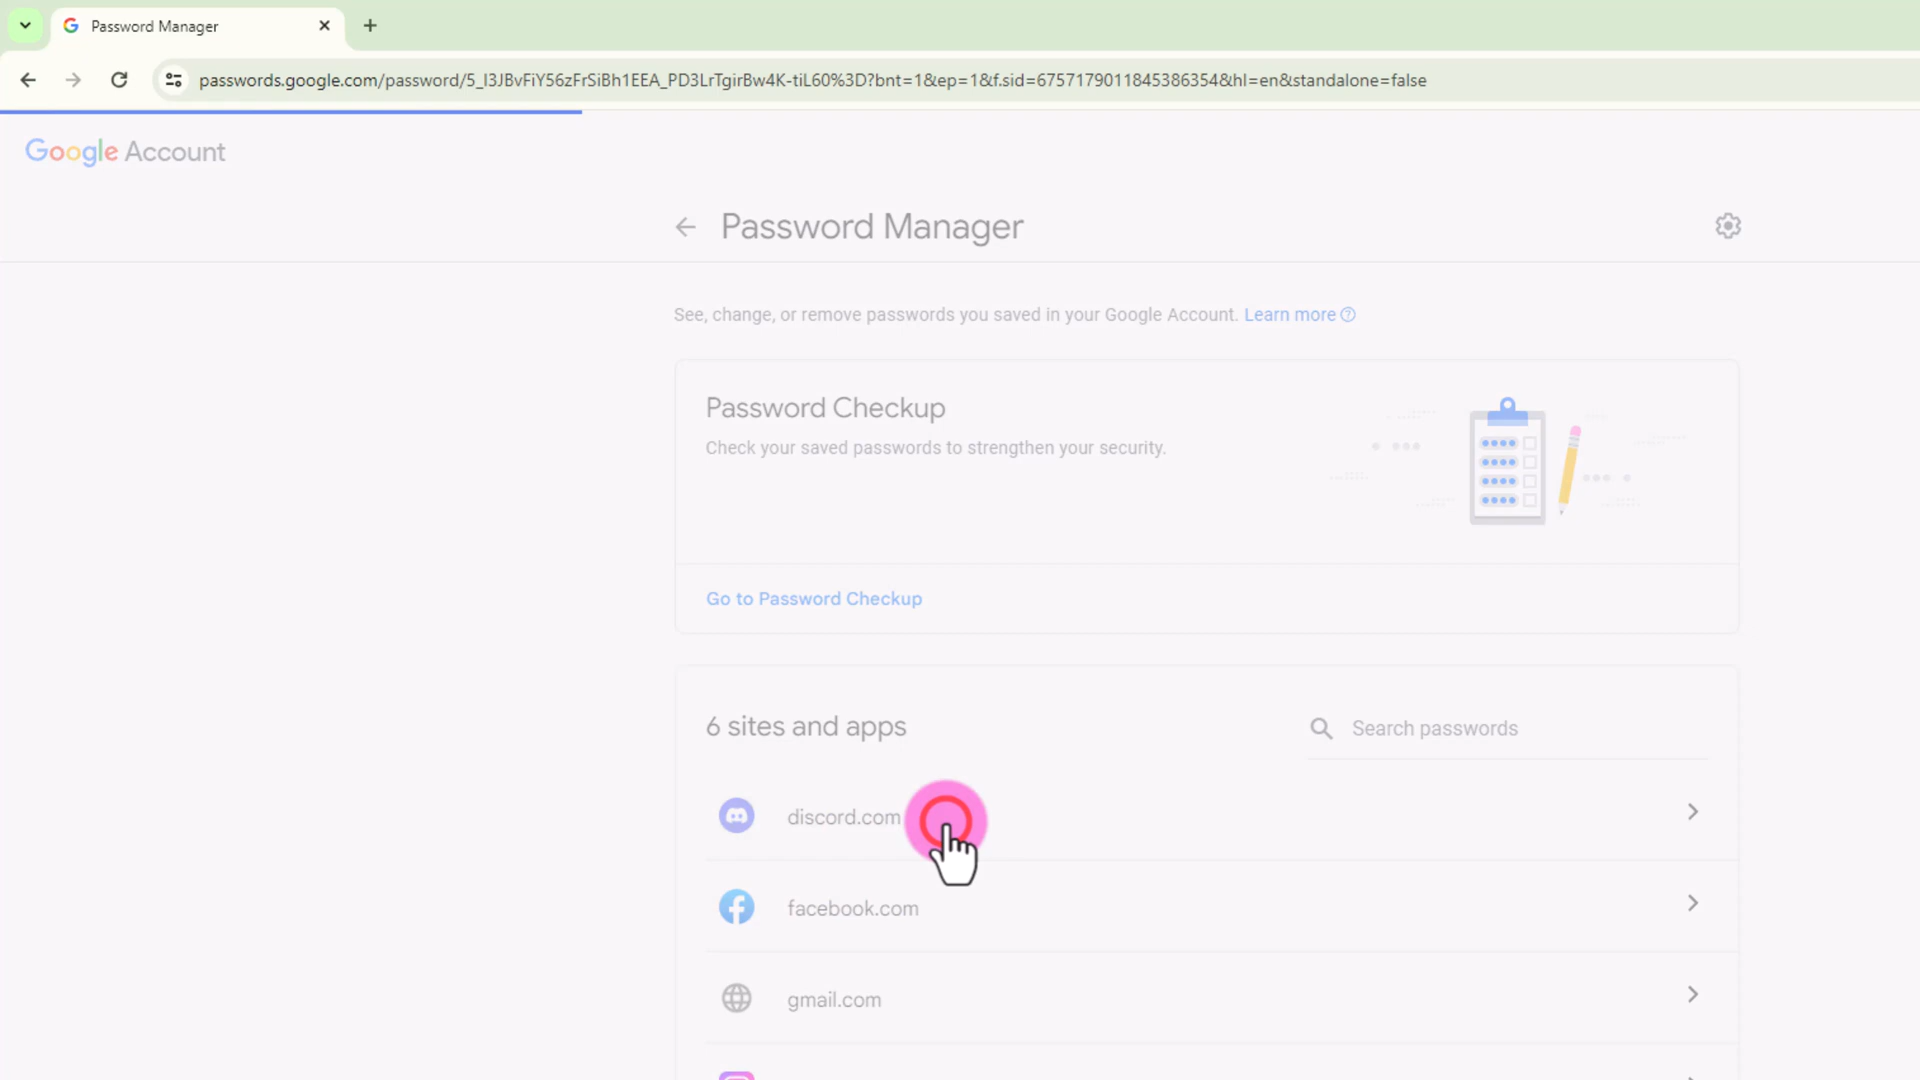 Password Manager
passwords.google.com/password/5_I3JBvFiY56zFrSiBh1EEA_PD3LrTgirBw4K-tiL60%3D?bnt=1&ep=1&f.sid=6757179011845386354&hl=en&standalone=false
Google Account
Password Manager
See, change, or remove passwords you saved in your Google Account. Learn more
Password Checkup
Check your saved passwords to strengthen your security.
Go to Password Checkup
6 sites and apps
Search passwords
discord.com
facebook.com
gmail.com